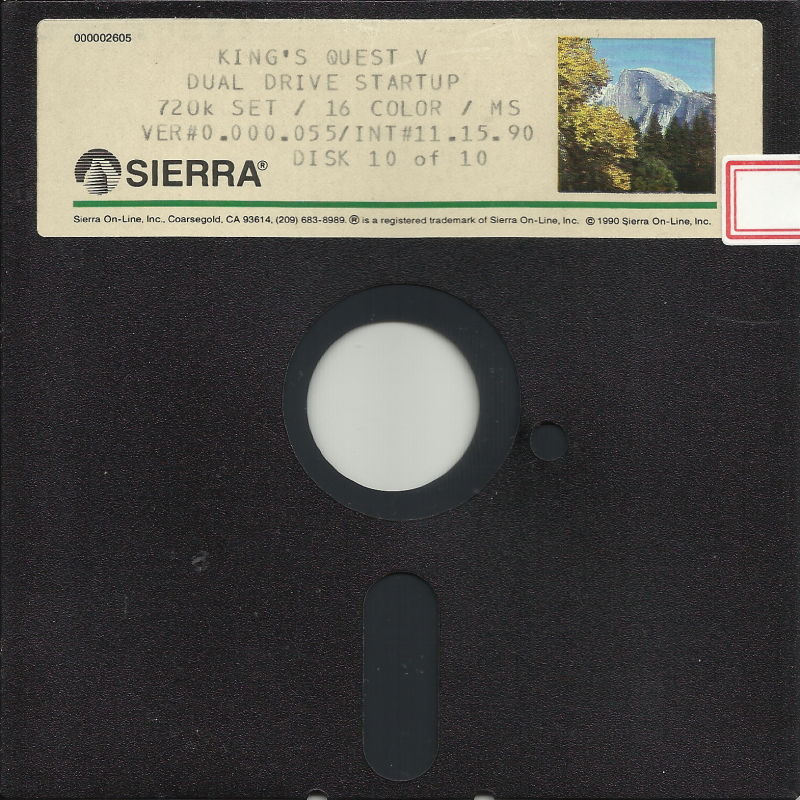 000002605
KING'S QUEST V
DUAL DRIVE STARTUP
720k SET / 16 COLOR / MS
VER#0.000.055/INT#11.15.90
DISK 10 of 10
SIERRA®
Sierra On-Line, Inc., Coarsegold, CA 93614, (209) 683-8989. ® is a registered trademark of Sierra On-Line, Inc. © 1990 Sierra On-Line, Inc.